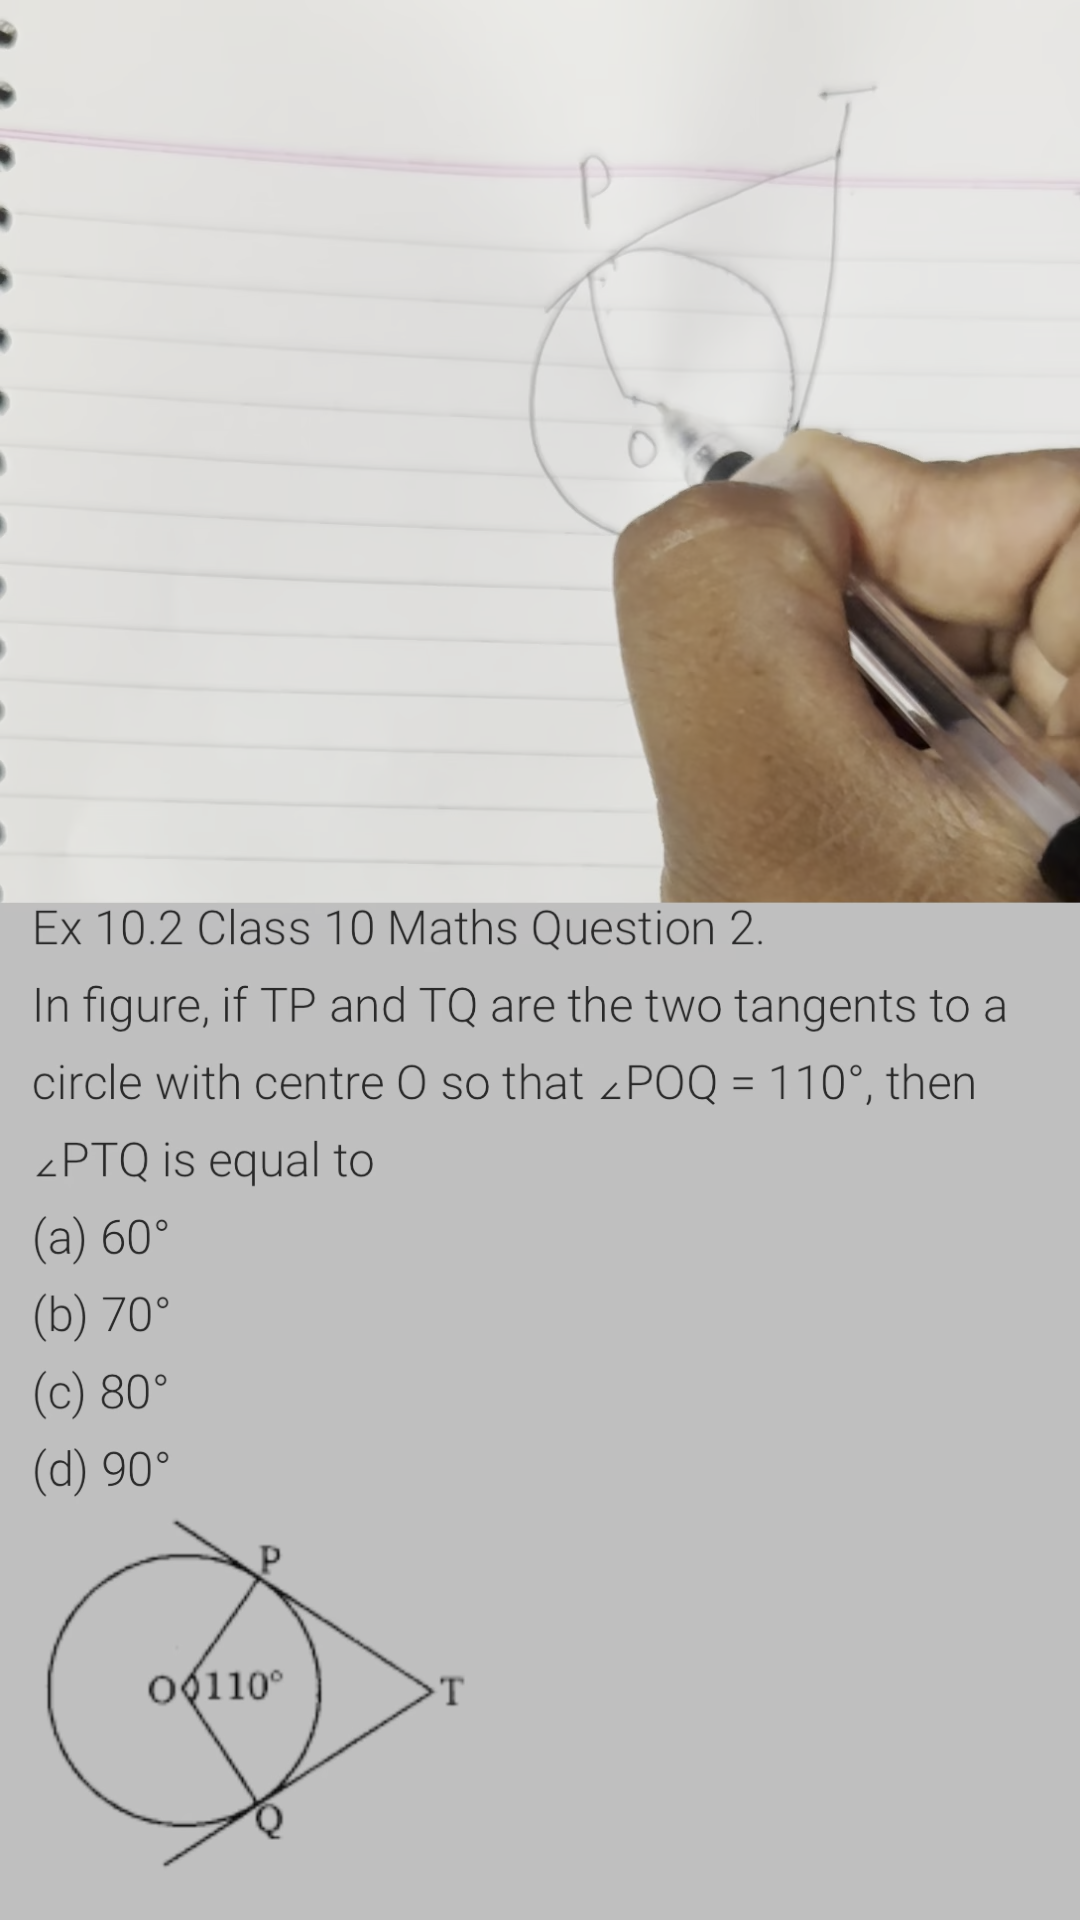 T
P
O
Ex 10.2 Class 10 Maths Question 2.
In figure, if TP and TQ are the two tangents to a
circle with centre O so that ∠POQ = 110°, then
∠PTQ is equal to
(a) 60°
(b) 70°
(c) 80°
(d) 90°
P
O 110° T
Q